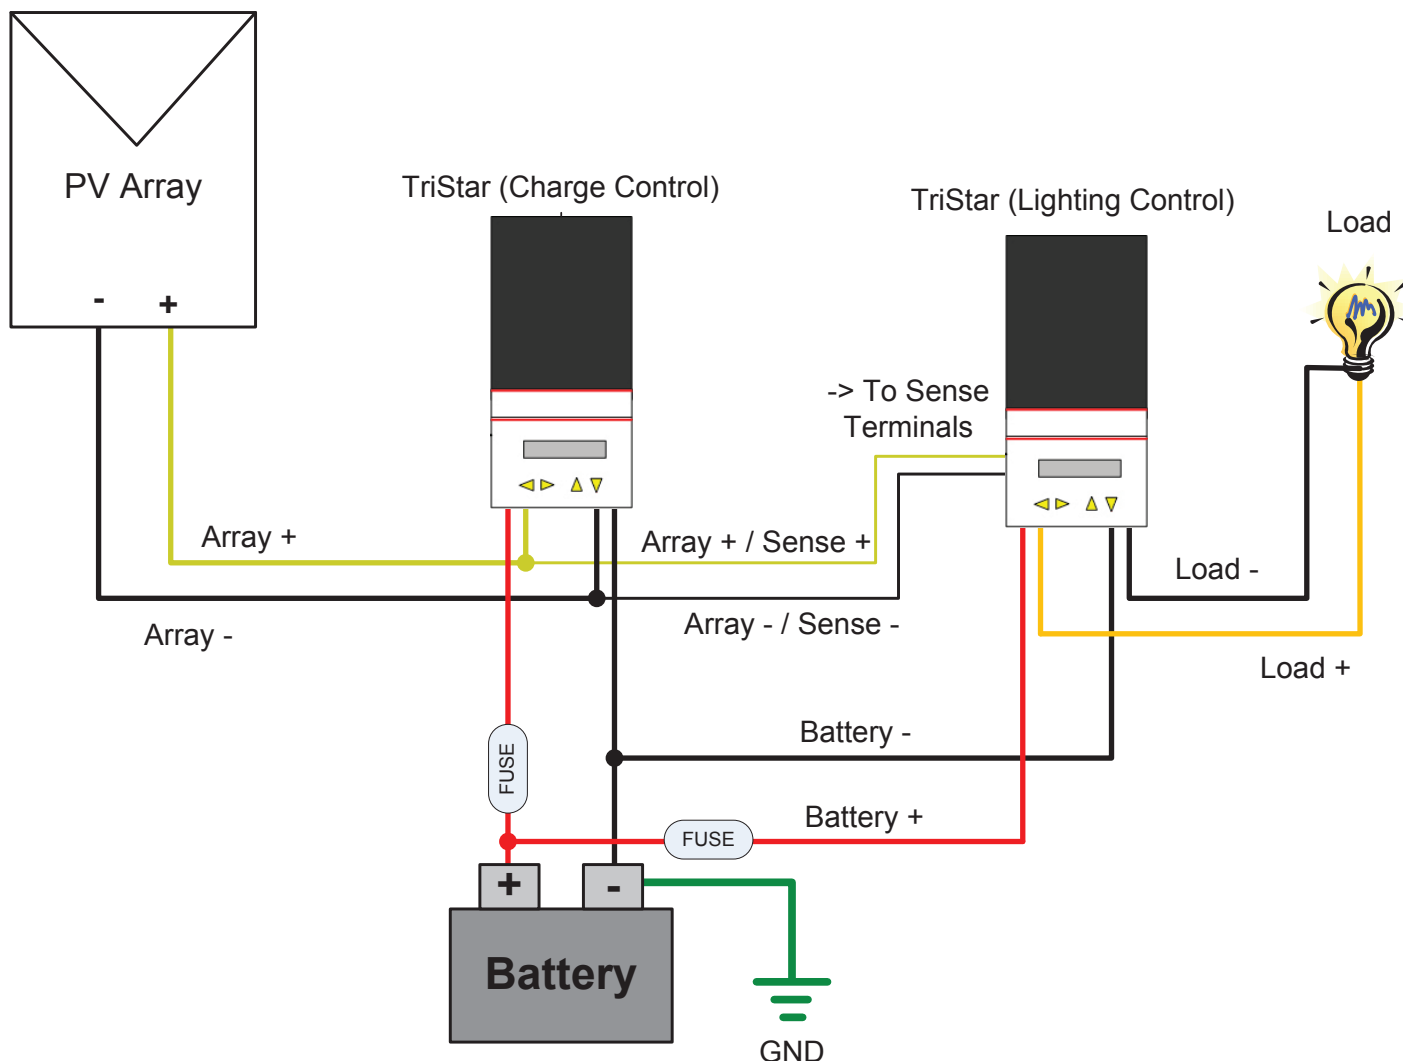 PV Array
- +
TriStar (Charge Control)
TriStar (Lighting Control)
Load
-> To Sense
Terminals
Array +
Array + / Sense +
Array -
Array - / Sense -
Load -
Load +
Battery -
FUSE
Battery +
FUSE
+ -
Battery
GND